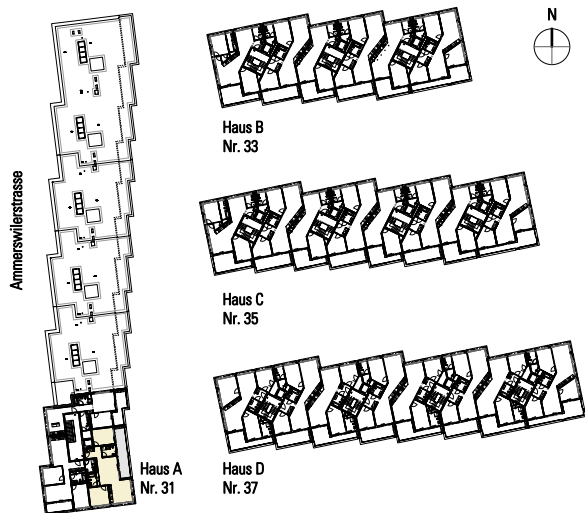 N
Haus B
Nr. 33
Ammerswilerstrasse
Haus C
Nr. 35
Haus A
Nr. 31
Haus D
Nr. 37